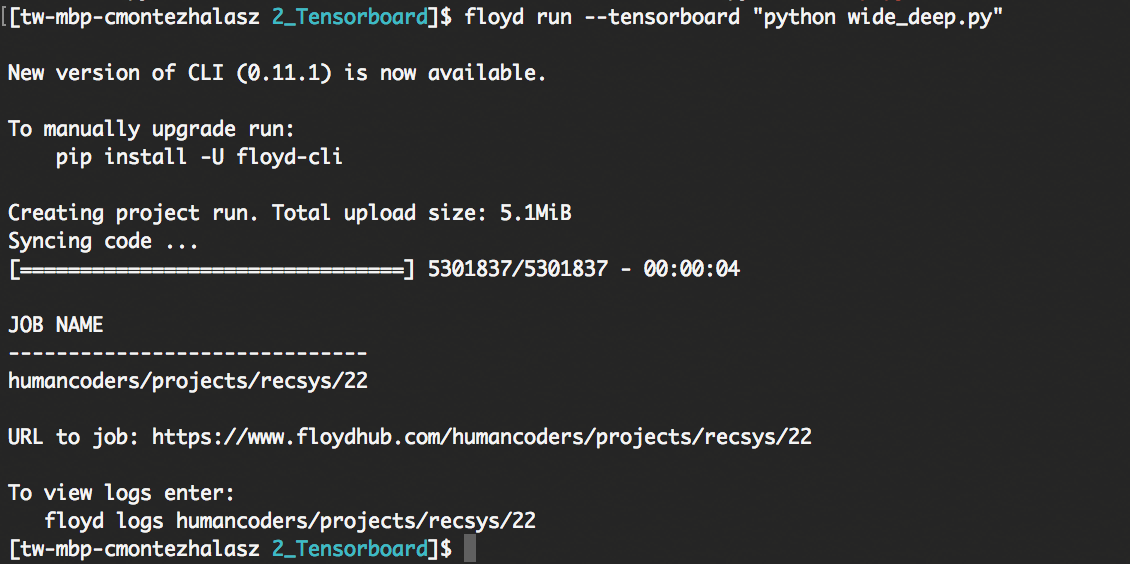 [[tw-mbp-cmontezhalasz 2_Tensorboard]$ floyd run --tensorboard "python wide_deep.py"
New version of CLI (0.11.1) is now available.
To manually upgrade run:
    pip install -U floyd-cli
Creating project run. Total upload size: 5.1MiB
Syncing code ...
[================================] 5301837/5301837 - 00:00:04
JOB NAME
------------------------------
humancoders/projects/recsys/22
URL to job: https://www.floydhub.com/humancoders/projects/recsys/22
To view logs enter:
   floyd logs humancoders/projects/recsys/22
[tw-mbp-cmontezhalasz 2_Tensorboard]$